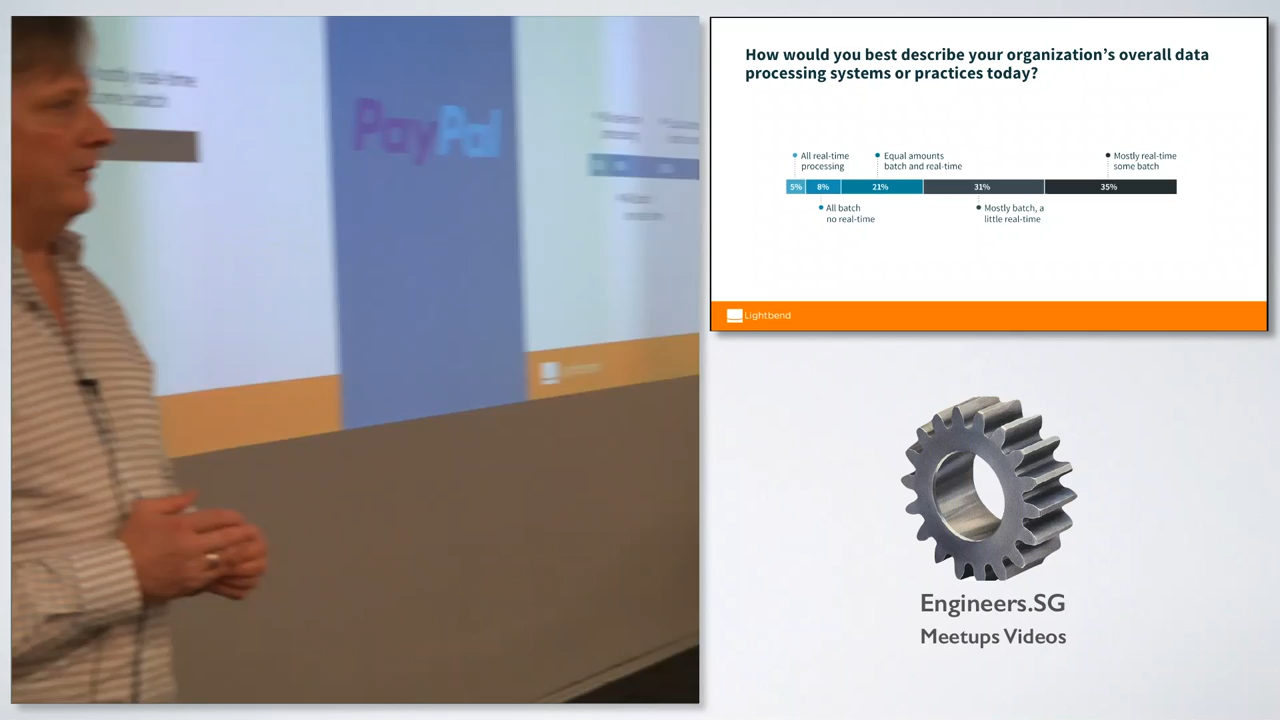 PayPal
How would you best describe your organization's overall data
processing systems or practices today?
All real-time
processing
Equal amounts
batch and real-time
Mostly real-time
some batch
5%
8%
21%
31%
35%
All batch
no real-time
Mostly batch, a
little real-time
Lightbend
Engineers.SG
Meetups Videos